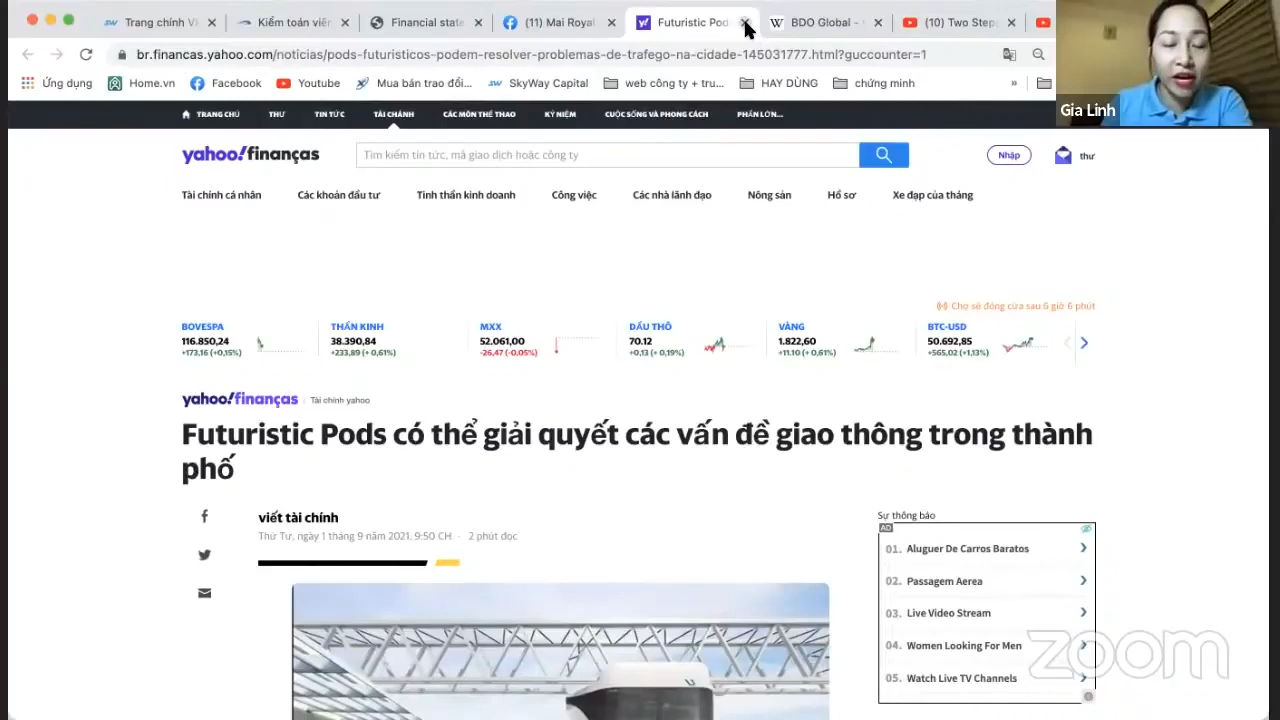 Trang chính Vk
Kiểm toán viên
Financial state
(11) Mai Royal
Futuristic Pod
BDO Global -
(10) Two Step
br.financas.yahoo.com/noticias/pods-futuristicos-podem-resolver-problemas-de-trafego-na-cidade-145031777.html?guccounter=1
Ứng dụng
Home.vn
Facebook
Youtube
Mua bán trao đổi...
SkyWay Capital
web công ty + tru...
HAY DÙNG
chứng minh
»
Gia Linh
TRANG CHỦ
THƯ
TIN TỨC
TÀI CHÁNH
CÁC MÔN THỂ THAO
KỶ NIỆM
CUỘC SỐNG VÀ PHONG CÁCH
PHẦN LỚN...
yahoo!finanças
Tìm kiếm tin tức, mã giao dịch hoặc công ty
Nhập
thư
Tài chính cá nhân
Các khoản đầu tư
Tinh thần kinh doanh
Công việc
Các nhà lãnh đạo
Nông sản
Hồ sơ
Xe đạp của tháng
Chợ sẽ đóng cửa sau 6 giờ 6 phút
BOVESPA
116.850,24
+173,16 (+0,15%)
THẦN KINH
38.390,84
+233,89 (+ 0,61%)
MXX
52.061,00
-26,47 (-0,05%)
DẦU THÔ
70.12
+0,13 (+ 0,19%)
VÀNG
1.822,60
+11.10 (+ 0,61%)
BTC-USD
50.692,85
+565,02 (+1,13%)
yahoo!finanças
Tài chính yahoo
Futuristic Pods có thể giải quyết các vấn đề giao thông trong thành
phố
viết tài chính
Thứ Tư, ngày 1 tháng 9 năm 2021, 9:50 CH · 2 phút đọc
Sự thông báo
AD
01. Aluguer De Carros Baratos
02. Passagem Aerea
03. Live Video Stream
04. Women Looking For Men
05. Watch Live TV Channels
zoom